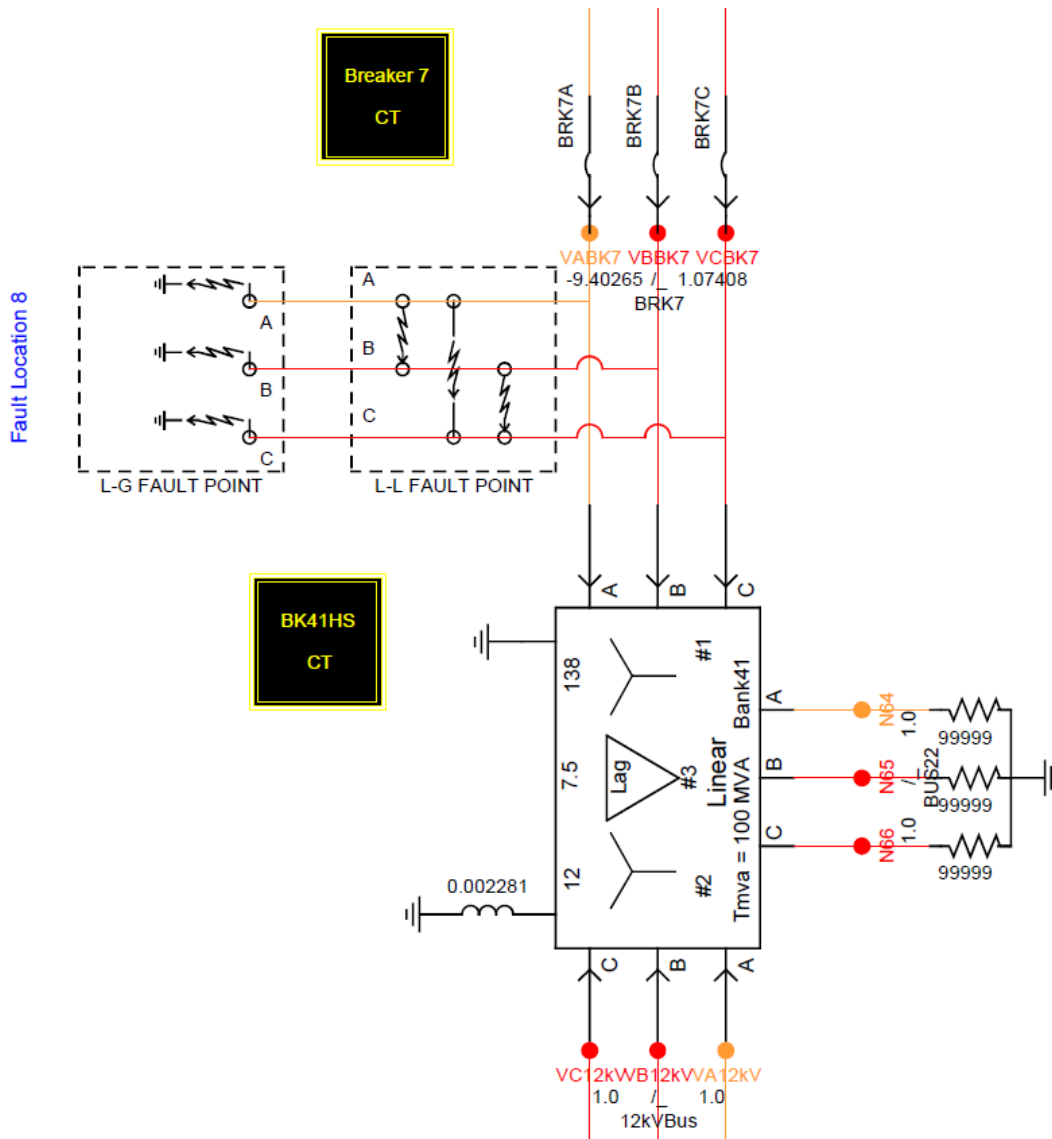 Breaker 7
CT
BRK7A
BRK7B
BRK7C
VABK7 VBBK7 VCBK7
-9.40265 /_ 1.07408
BRK7
Fault Location 8
A
B
C
A
B
C
L-G FAULT POINT
L-L FAULT POINT
BK41HS
CT
A
B
C
138
#1
Bank41
7.5
Lag
#3
Linear
12
#2
Tmva = 100 MVA
A
B
C
N64
N65
N66
1.0
/_
1.0
BUS22
99999
99999
99999
0.002281
C
B
A
VC12kV VB12kV VA12kV
1.0 /_ 1.0
12kVBus